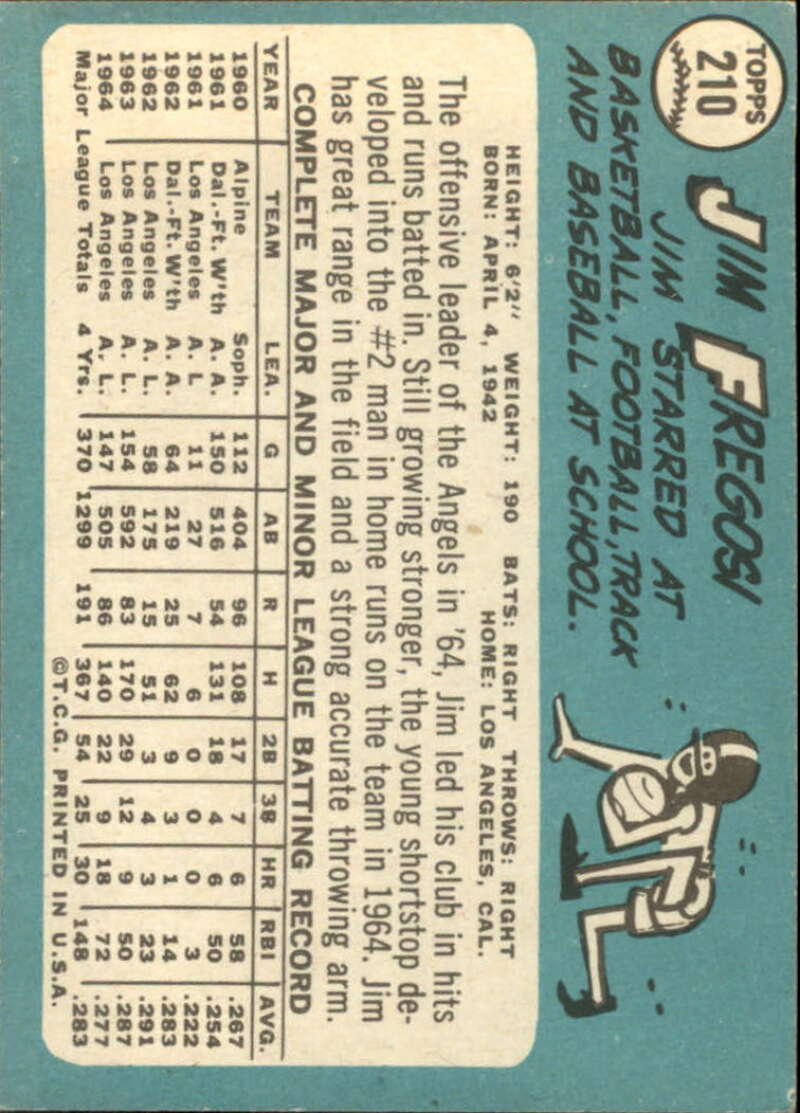 TOPPS
210
JIM FREGOSI
JIM STARRED AT
BASKETBALL, FOOTBALL, TRACK
AND BASEBALL AT SCHOOL.
HEIGHT: 6'2" WEIGHT: 190 BATS: RIGHT THROWS: RIGHT
BORN: APRIL 4, 1942 HOME: LOS ANGELES, CAL.
The offensive leader of the Angels in '64, Jim led his club in hits
and runs batted in. Still growing stronger, the young shortstop de-
veloped into the #2 man in home runs on the team in 1964. Jim
has great range in the field and a strong accurate throwing arm.
COMPLETE MAJOR AND MINOR LEAGUE BATTING RECORD
YEAR TEAM LEA. G AB R H 2B 3B HR RBI AVG.
1960 Alpine Soph. 112 404 96 108 17 7 6 58 .267
1961 Dal.-Ft. W'th A. A. 150 516 54 131 18 4 6 50 .254
1961 Los Angeles A. L 11 27 7 6 0 0 0 3 .222
1962 Dal.-Ft. W'th A. A. 64 219 25 62 9 3 1 14 .283
1962 Los Angeles A. L. 58 175 15 51 3 4 3 23 .291
1963 Los Angeles A. L. 154 592 83 170 29 12 9 50 .287
1964 Los Angeles A. L. 147 505 86 140 22 9 18 72 .277
Major League Totals 4 Yrs. 370 1299 191 367 54 25 30 148 .283
©T.C.G. PRINTED IN U.S.A.